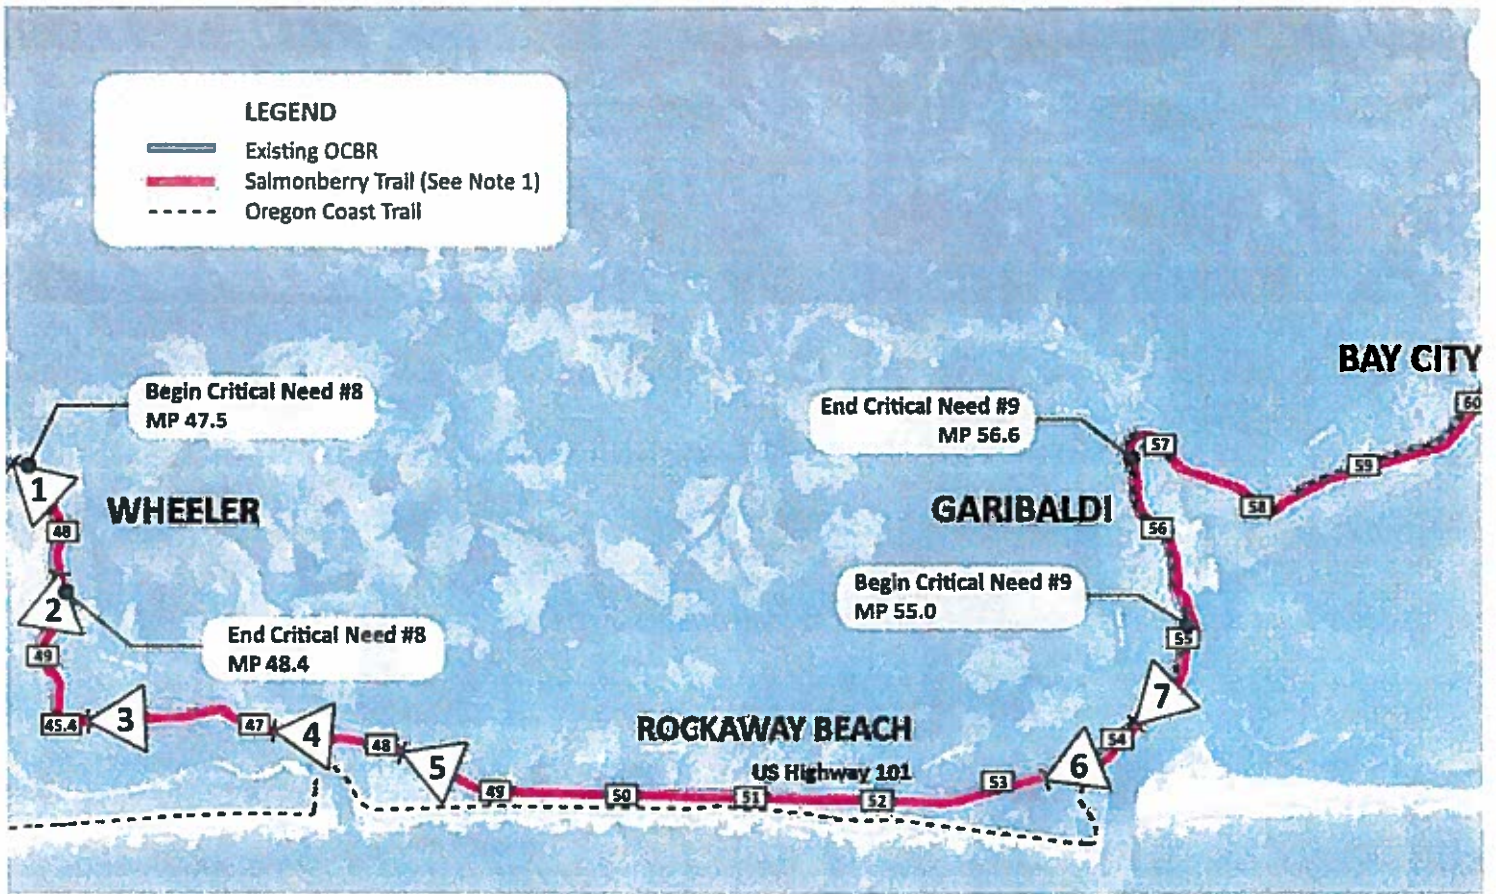 LEGEND
Existing OCBR
Salmonberry Trail (See Note 1)
Oregon Coast Trail
BAY CITY
60
Begin Critical Need #8
MP 47.5
End Critical Need #9
MP 56.6
57
59
1
WHEELER
GARIBALDI
58
48
56
Begin Critical Need #9
MP 55.0
2
End Critical Need #8
MP 48.4
55
49
7
45.4
3
47
4
48
ROCKAWAY BEACH
54
5
US Highway 101
6
49
50
51
52
53